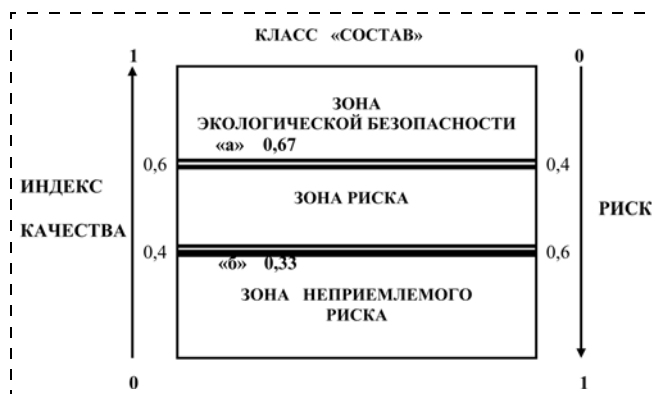 КЛАСС «СОСТАВ»
1
0
ЗОНА
ЭКОЛОГИЧЕСКОЙ БЕЗОПАСНОСТИ
«а» 0,67
0,6
0,4
ИНДЕКС
КАЧЕСТВА
ЗОНА РИСКА
РИСК
0,4
0,6
«б» 0,33
ЗОНА НЕПРИЕМЛЕМОГО
РИСКА
0
1